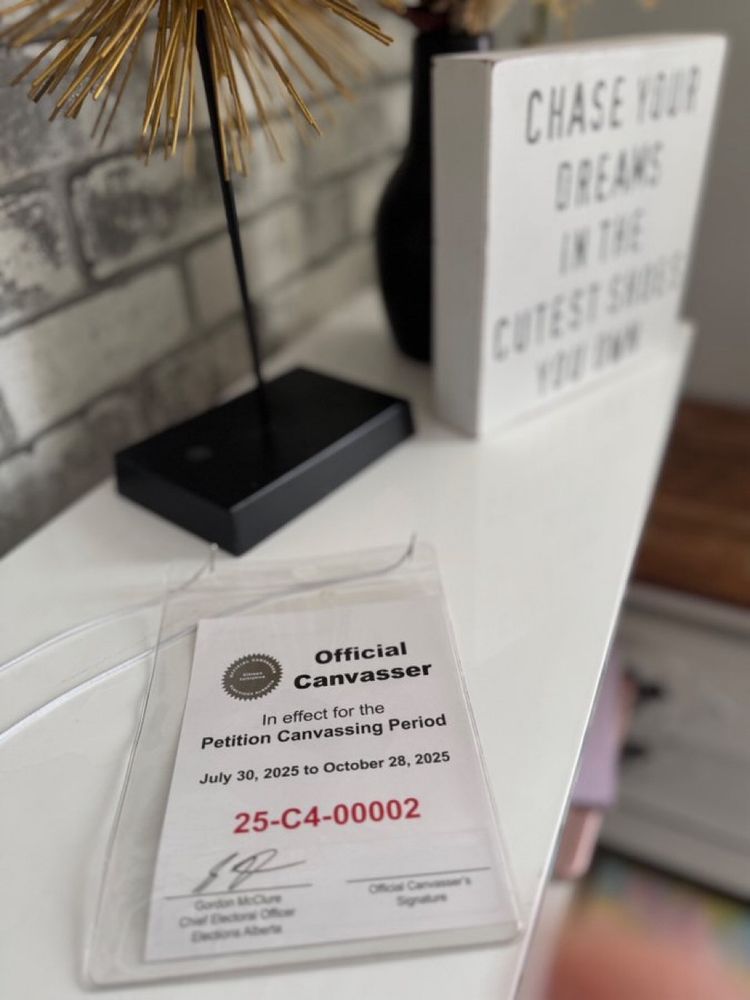 CHASE YOUR
DREAMS
IN THE
CUTEST SHOES
YOU OWN
Official
Canvasser
In effect for the
Petition Canvassing Period
July 30, 2025 to October 28, 2025
25-C4-00002
Gordon McClure
Chief Electoral Officer
Elections Alberta
Official Canvasser's
Signature